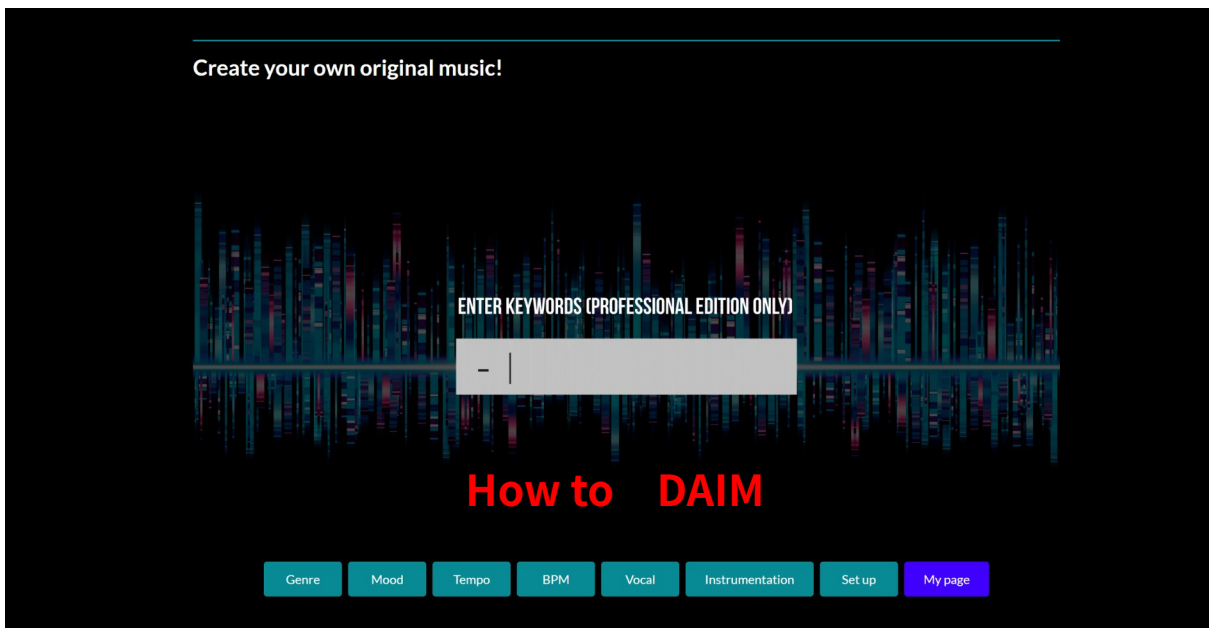 Create your own original music!
ENTER KEYWORDS (PROFESSIONAL EDITION ONLY)
-
How to DAIM
Genre Mood Tempo BPM Vocal Instrumentation Set up My page